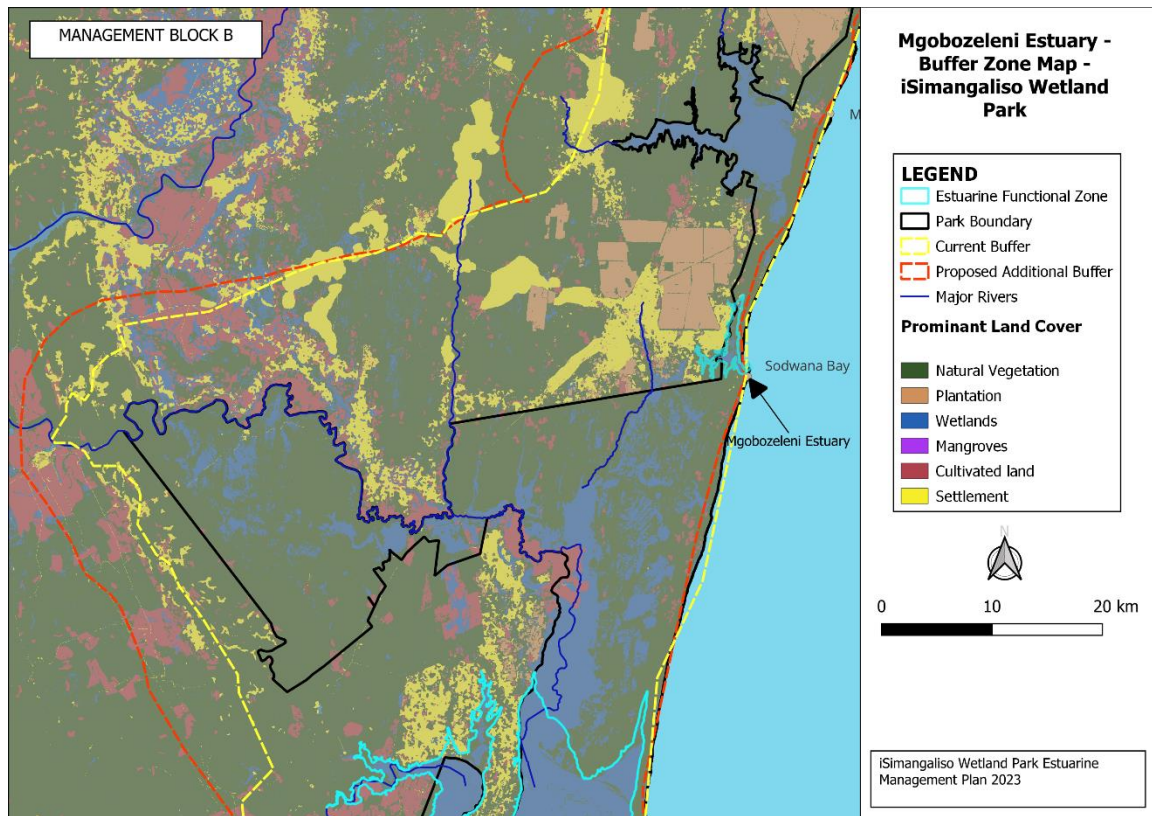 MANAGEMENT BLOCK B
M
Sodwana Bay
Mgobozeleni Estuary
Mgobozeleni Estuary -
Buffer Zone Map -
iSimangaliso Wetland
Park
LEGEND
Estuarine Functional Zone
Park Boundary
Current Buffer
Proposed Additional Buffer
Major Rivers
Prominant Land Cover
Natural Vegetation
Plantation
Wetlands
Mangroves
Cultivated land
Settlement
N
0 10 20 km
iSimangaliso Wetland Park Estuarine
Management Plan 2023